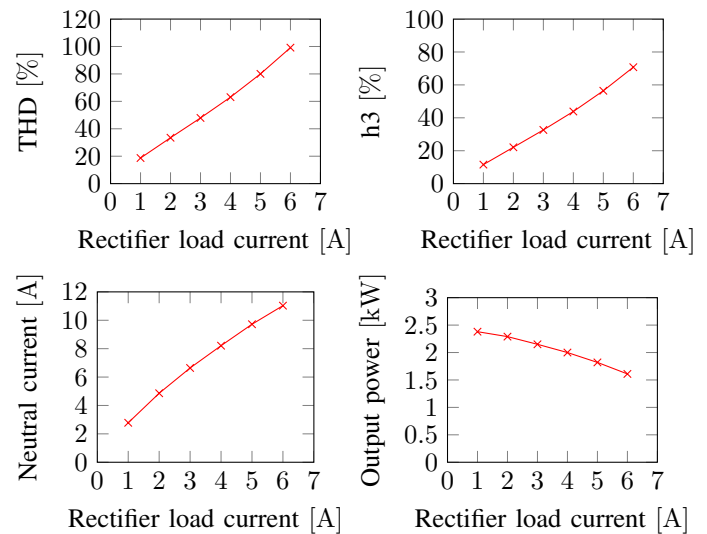 THD [%]
120
100
80
60
40
20
0
0 1 2 3 4 5 6 7
Rectifier load current [A]
h3 [%]
100
80
60
40
20
0
0 1 2 3 4 5 6 7
Rectifier load current [A]
Neutral current [A]
12
10
8
6
4
2
0
0 1 2 3 4 5 6 7
Rectifier load current [A]
Output power [kW]
3
2.5
2
1.5
1
0.5
0
0 1 2 3 4 5 6 7
Rectifier load current [A]